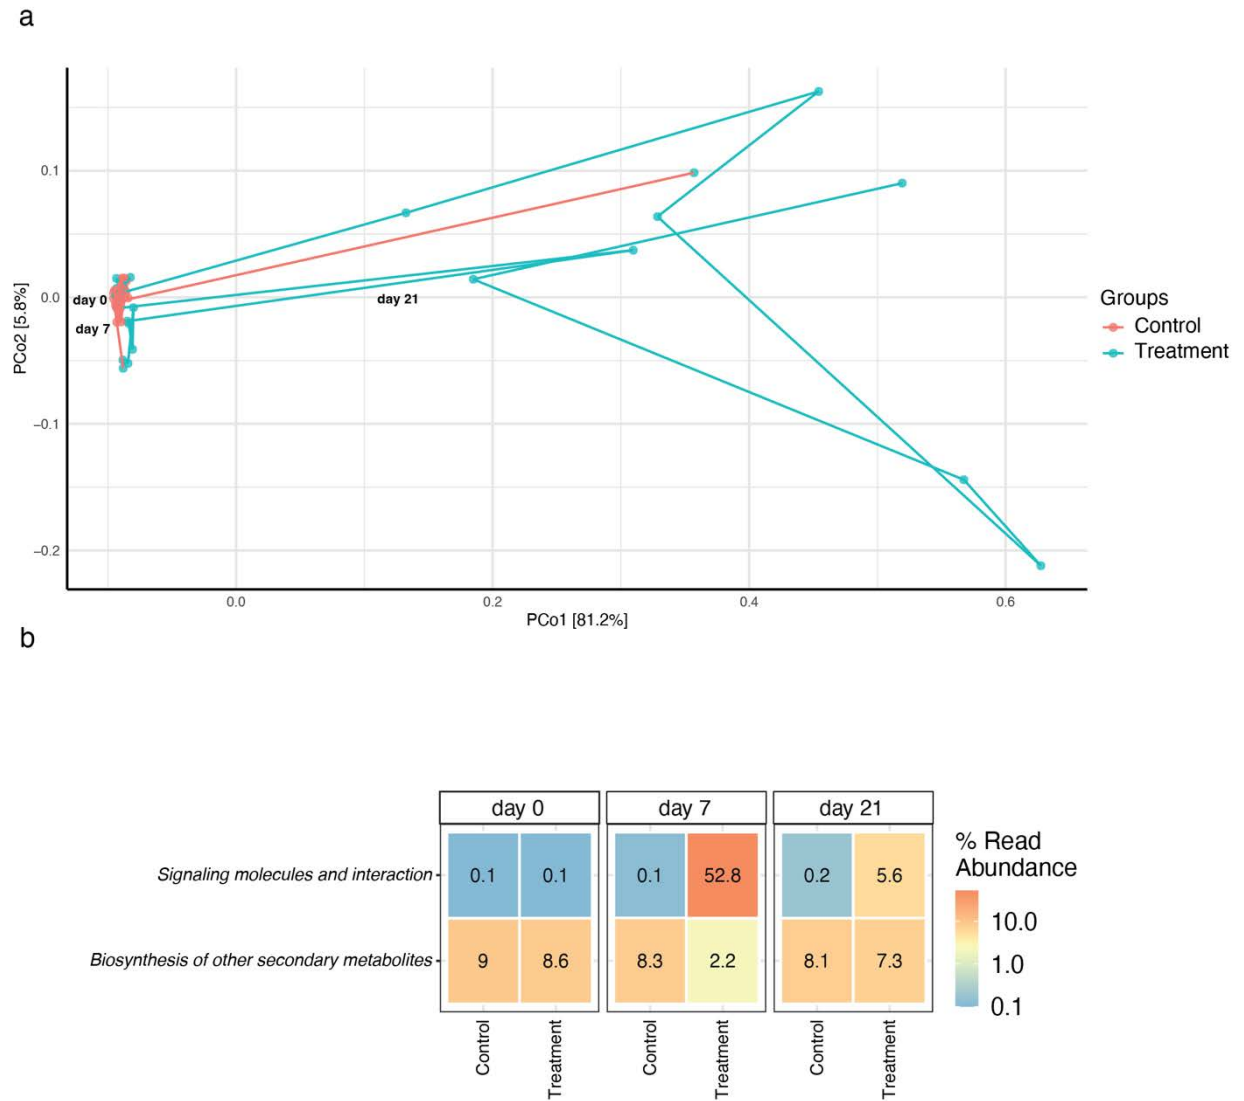 a
0.1
0.0
−0.1
−0.2
PCo2 [5.8%]
day 0
day 7
day 21
0.0
0.2
0.4
0.6
PCo1 [81.2%]
Groups
Control
Treatment
b
day 0
day 7
day 21
Signaling molecules and interaction
0.1
0.1
0.1
52.8
0.2
5.6
Biosynthesis of other secondary metabolites
9
8.6
8.3
2.2
8.1
7.3
Control
Treatment
Control
Treatment
Control
Treatment
% Read
Abundance
10.0
1.0
0.1